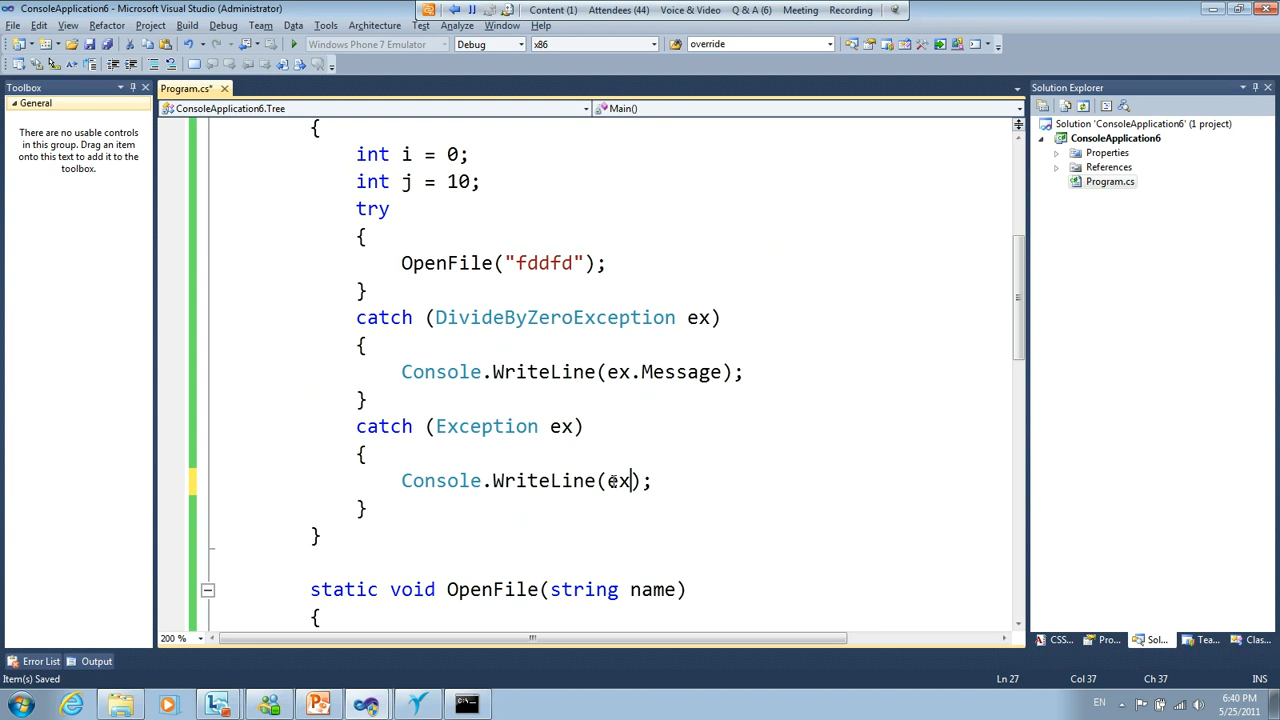 ConsoleApplication6 - Microsoft Visual Studio (Administrator)
Content (1) Attendees (44) Voice & Video Q & A (6) Meeting Recording
File Edit View Refactor Project Build Debug Team Data Tools Architecture Test Analyze Window Help
Windows Phone 7 Emulator Debug x86 override
Toolbox
General
There are no usable controls
in this group. Drag an item
onto this text to add it to the
toolbox.
Program.cs*
ConsoleApplication6.Tree Main()
{
int i = 0;
int j = 10;
try
{
OpenFile("fddfd");
}
catch (DivideByZeroException ex)
{
Console.WriteLine(ex.Message);
}
catch (Exception ex)
{
Console.WriteLine(ex);
}
}
static void OpenFile(string name)
{
200 %
Solution Explorer
Solution 'ConsoleApplication6' (1 project)
ConsoleApplication6
Properties
References
Program.cs
CSS... Pro... Sol... Tea... Clas...
Error List Output
Item(s) Saved Ln 27 Col 37 Ch 37 INS
EN 6:40 PM
5/25/2011